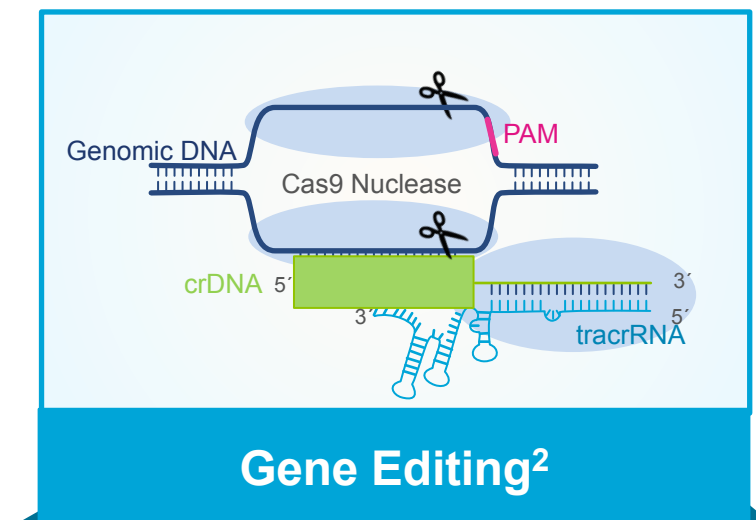 PAM
Genomic DNA
Cas9 Nuclease
crDNA 5´
3´
3´
5´
tracrRNA
Gene Editing²